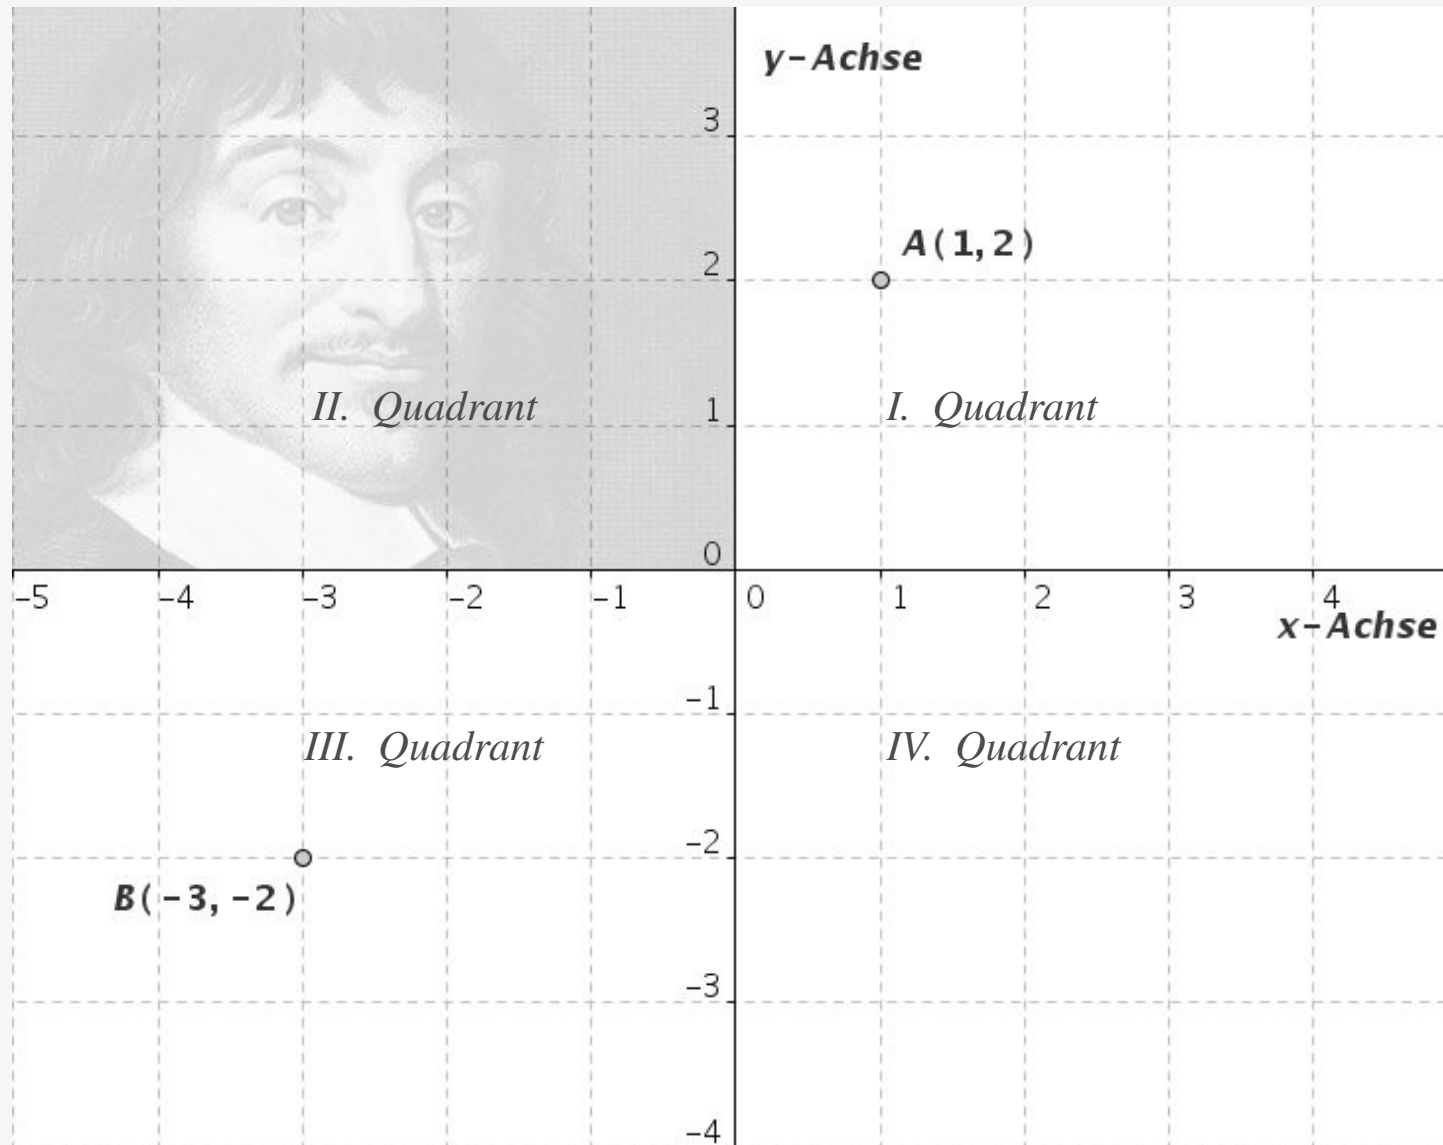 y-Achse
3
A(1,2)
2
II. Quadrant
1
I. Quadrant
0
-5 -4 -3 -2 -1 0 1 2 3 4
x-Achse
-1
III. Quadrant
IV. Quadrant
-2
B(-3,-2)
-3
-4